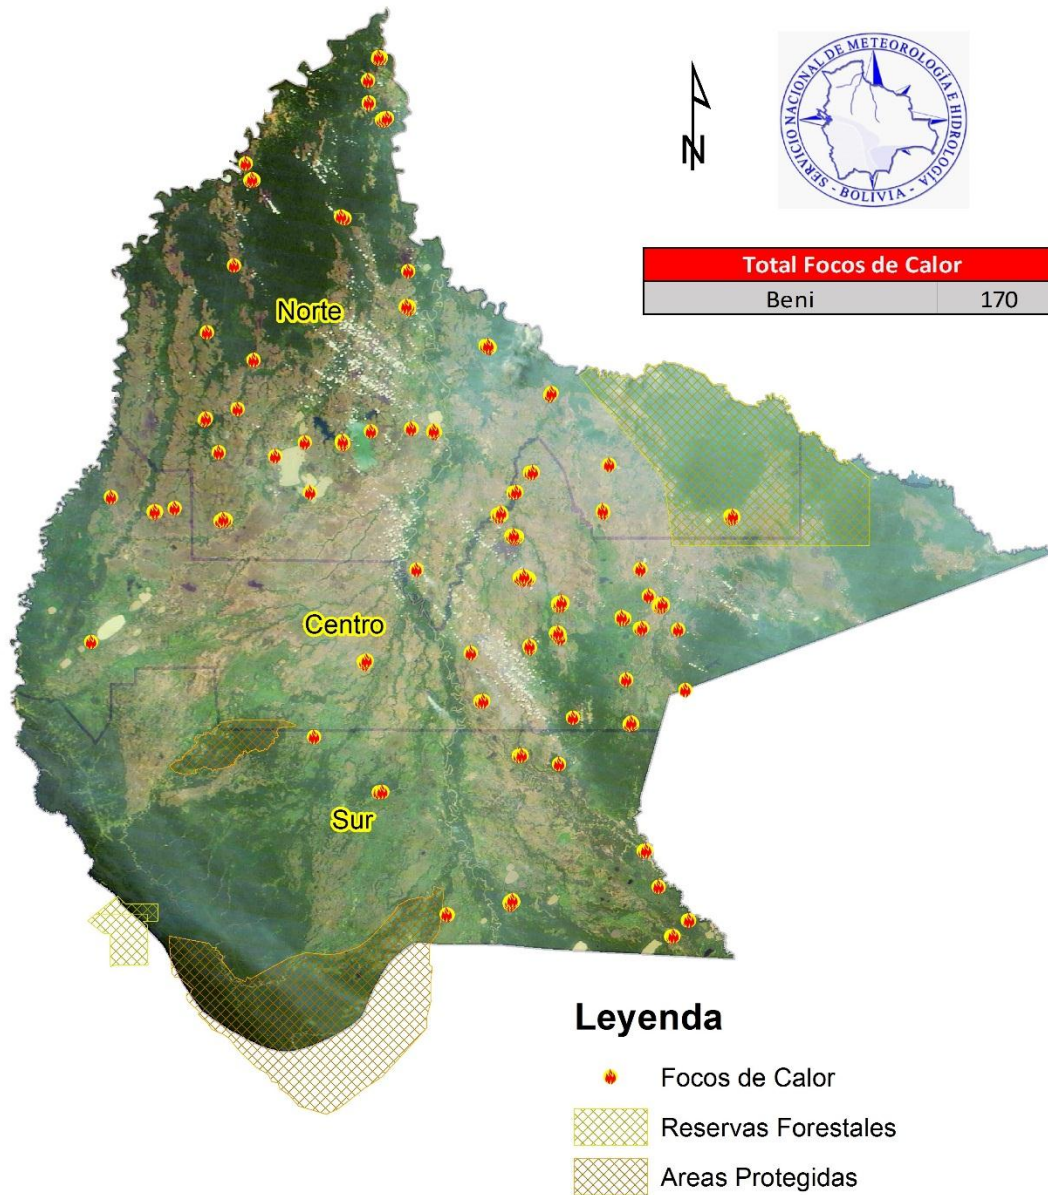 N
SERVICIO NACIONAL DE METEOROLOGÍA E HIDROLOGÍA
- BOLIVIA -
Total Focos de Calor
Beni 170
Norte
Centro
Sur
Leyenda
Focos de Calor
Reservas Forestales
Areas Protegidas